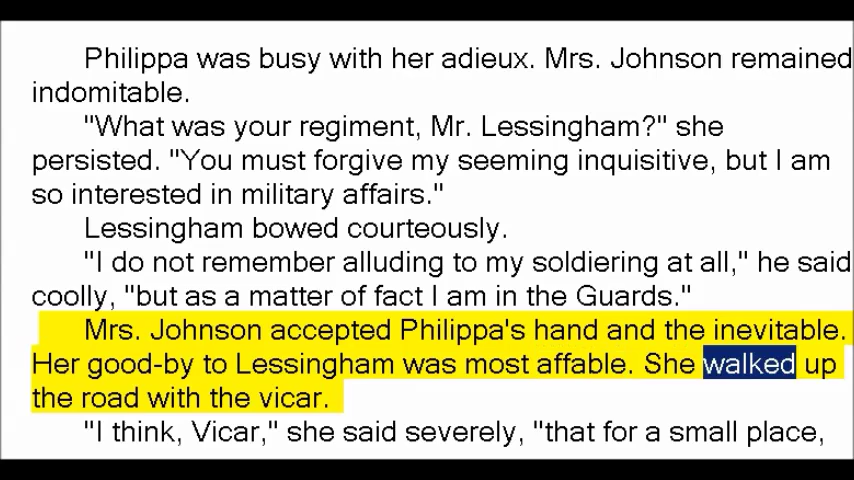 Philippa was busy with her adieux. Mrs. Johnson remained
indomitable.
"What was your regiment, Mr. Lessingham?" she
persisted. "You must forgive my seeming inquisitive, but I am
so interested in military affairs."
Lessingham bowed courteously.
"I do not remember alluding to my soldiering at all," he said
coolly, "but as a matter of fact I am in the Guards."
Mrs. Johnson accepted Philippa's hand and the inevitable.
Her good-by to Lessingham was most affable. She walked up
the road with the vicar.
"I think, Vicar," she said severely, "that for a small place,